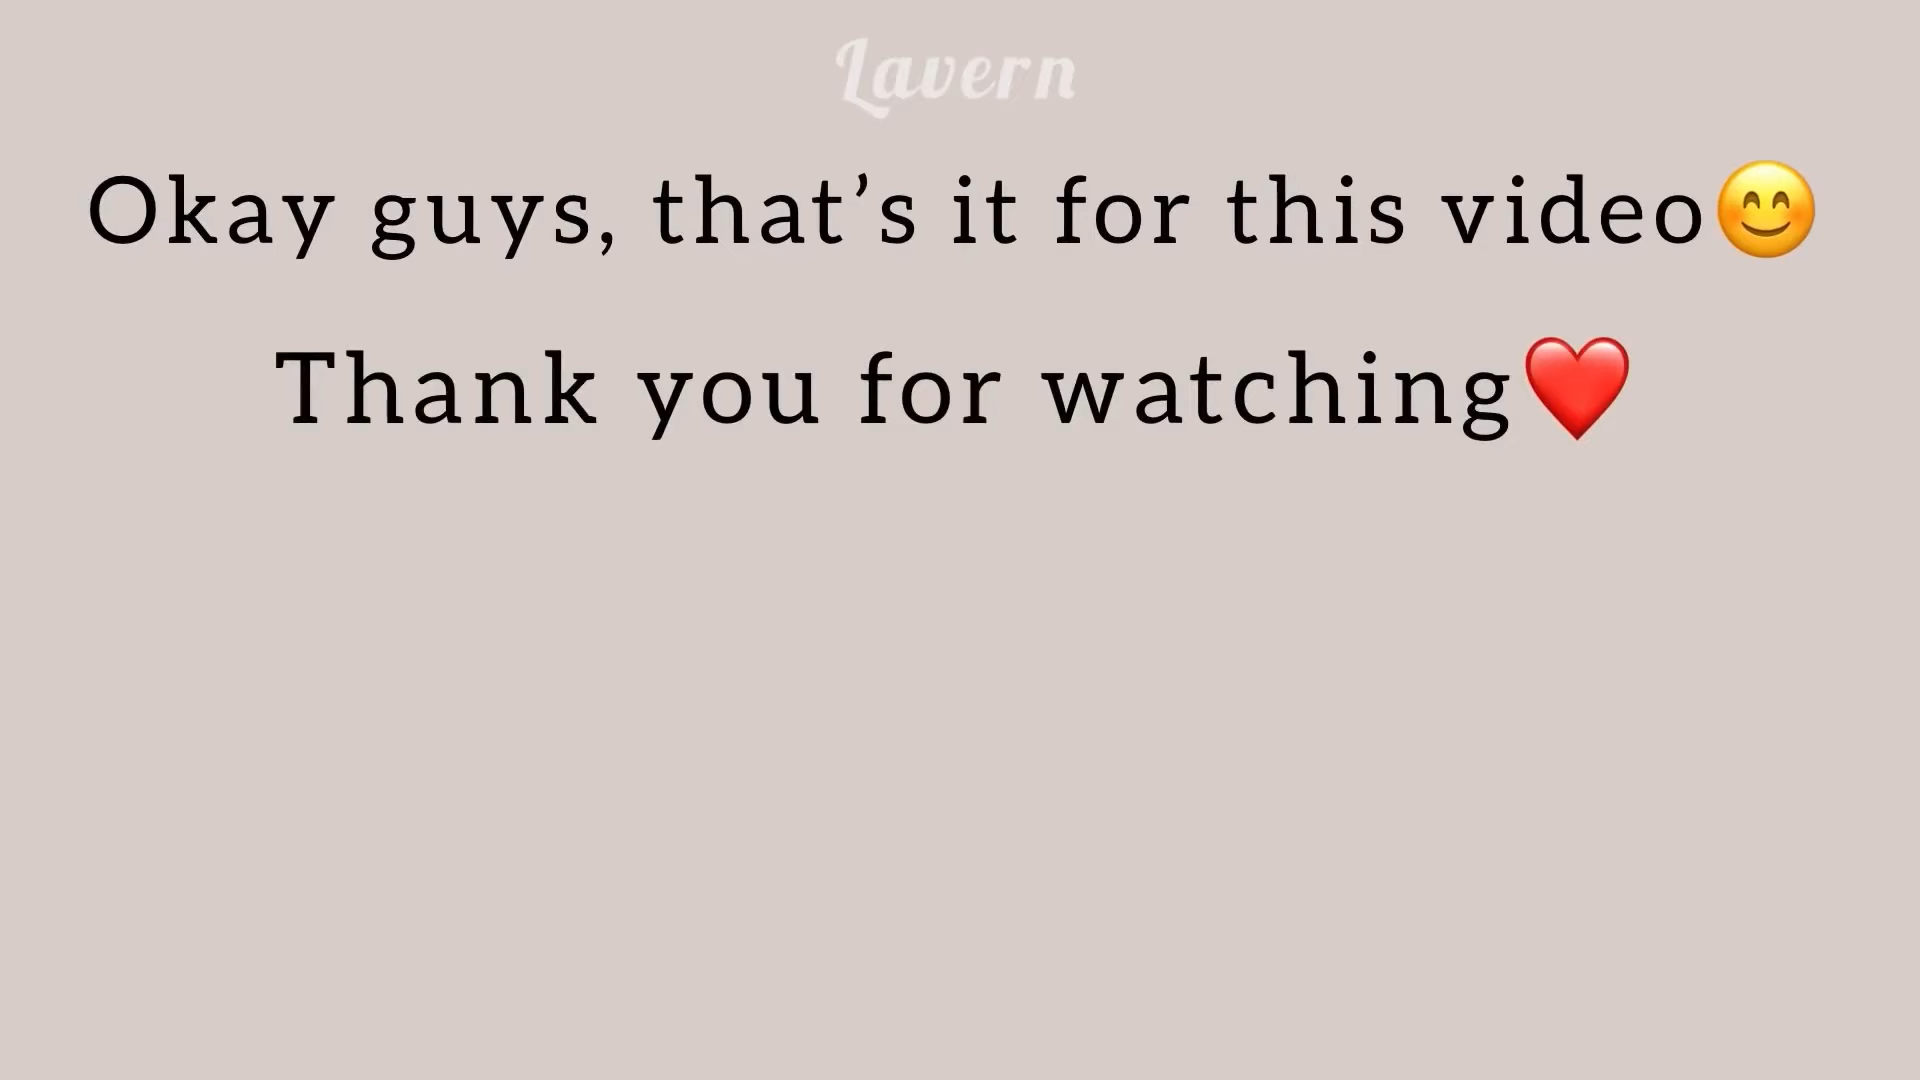 Lavern
Okay guys, that’s it for this video😊
Thank you for watching❤️